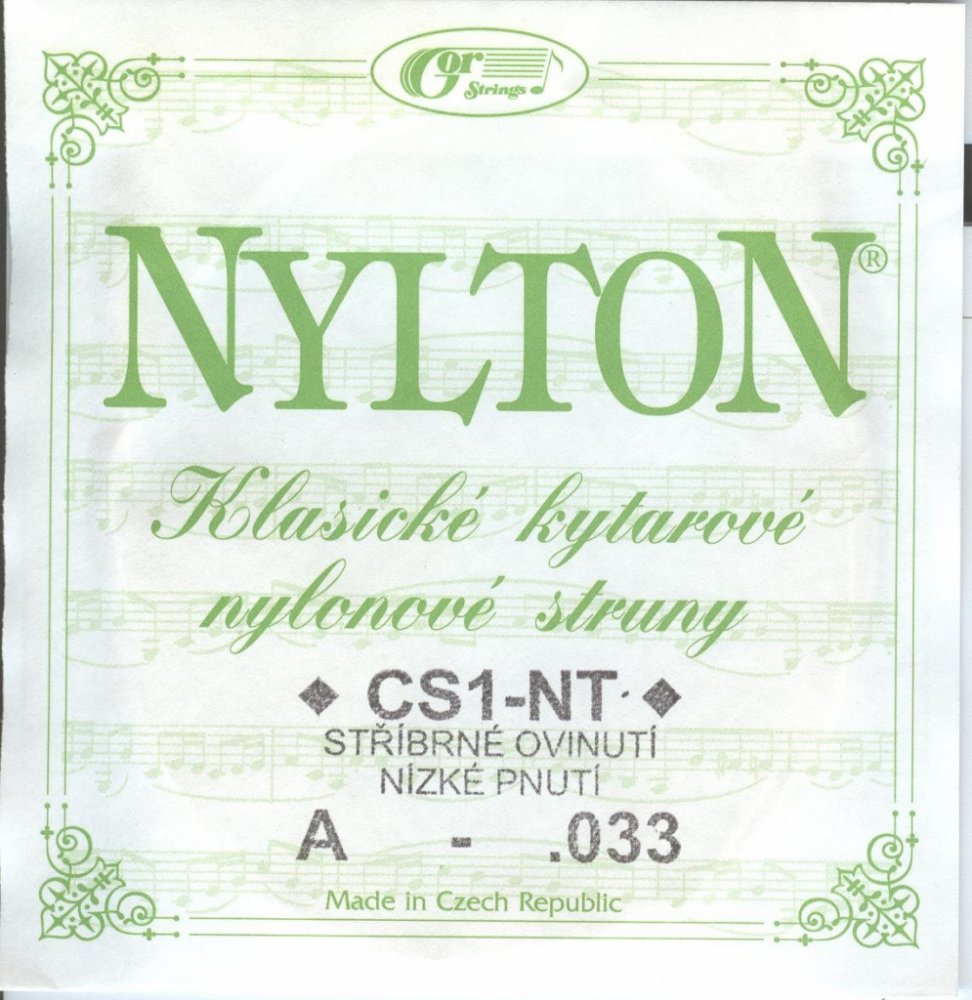 Gor
Strings
NYLTON®
Klasické kytarové
nylonové struny
◆ CS1-NT ◆
STŘÍBRNÉ OVINUTÍ
NÍZKÉ PNUTÍ
A - .033
Made in Czech Republic